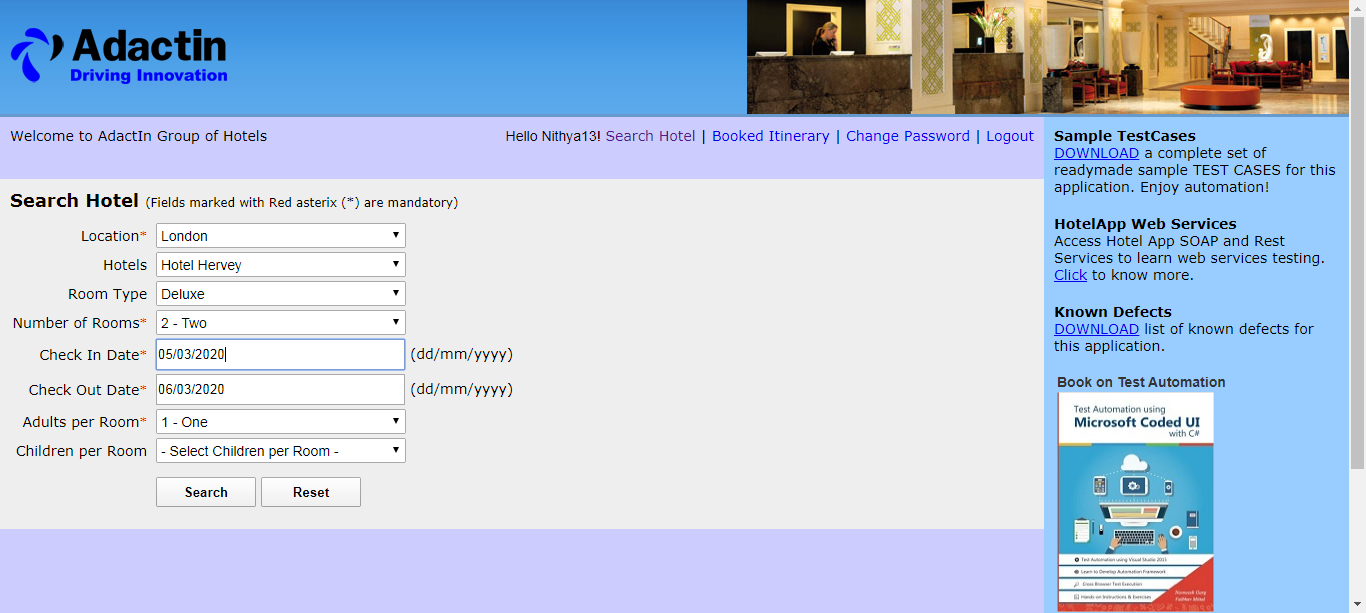 Adactin
Driving Innovation
Welcome to AdactIn Group of Hotels
Hello Nithya13! Search Hotel | Booked Itinerary | Change Password | Logout
Search Hotel (Fields marked with Red asterix (*) are mandatory)
Location* London
Hotels Hotel Hervey
Room Type Deluxe
Number of Rooms* 2 - Two
Check In Date* 05/03/2020 (dd/mm/yyyy)
Check Out Date* 06/03/2020 (dd/mm/yyyy)
Adults per Room* 1 - One
Children per Room - Select Children per Room -
Search Reset
Sample TestCases
DOWNLOAD a complete set of
readymade sample TEST CASES for this
application. Enjoy automation!
HotelApp Web Services
Access Hotel App SOAP and Rest
Services to learn web services testing.
Click to know more.
Known Defects
DOWNLOAD list of known defects for
this application.
Book on Test Automation
Test Automation using
Microsoft Coded UI
with C#
Test Automation using Visual Studio 2013
Learn to Develop Automation Framework
Cross Browser Test Execution
Hands-on Instructions & Exercises